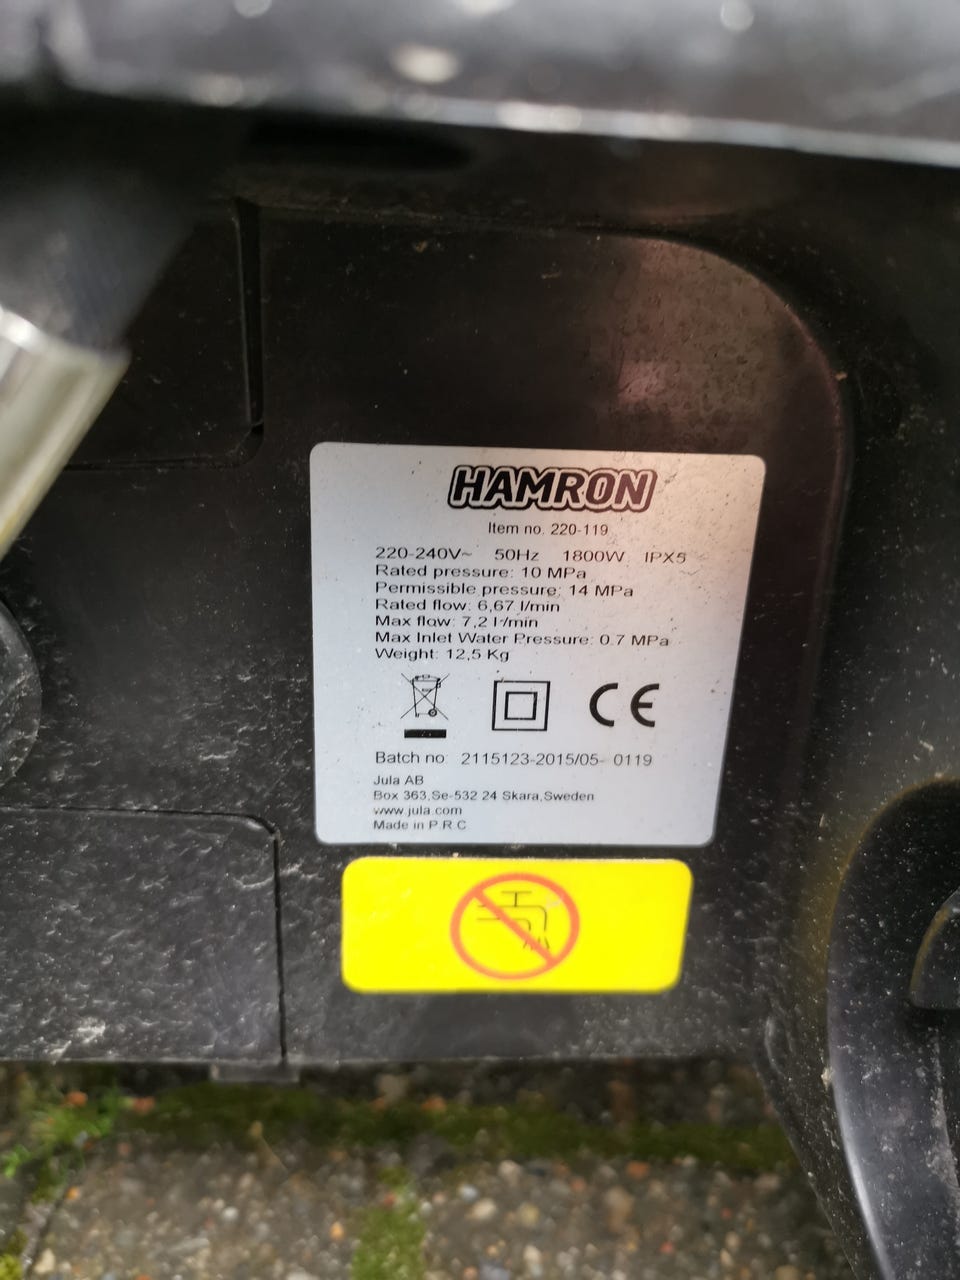 HAMRON
Item no. 220-119
220-240V~ 50Hz 1800W IPX5
Rated pressure: 10 MPa
Permissible pressure: 14 MPa
Rated flow: 6,67 l/min
Max flow: 7,2 l/min
Max Inlet Water Pressure: 0.7 MPa
Weight: 12,5 Kg
CE
Batch no: 2115123-2015/05- 0119
Jula AB
Box 363,Se-532 24 Skara,Sweden
www.jula.com
Made in P.R.C